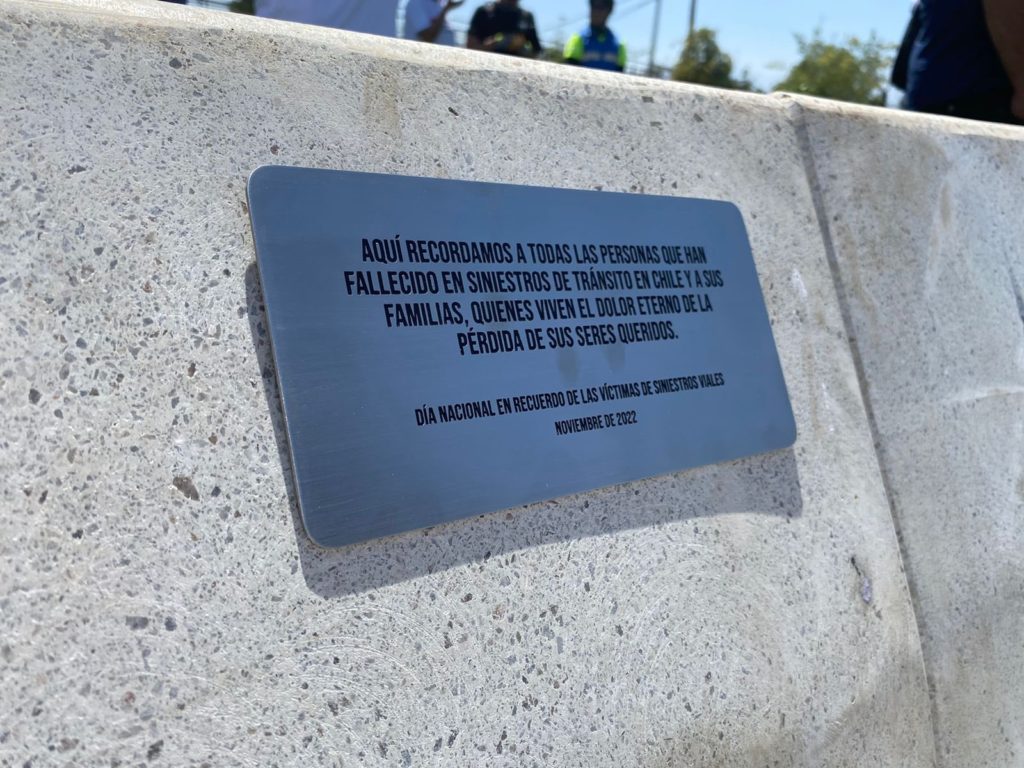 AQUÍ RECORDAMOS A TODAS LAS PERSONAS QUE HAN
FALLECIDO EN SINIESTROS DE TRÁNSITO EN CHILE Y A SUS
FAMILIAS, QUIENES VIVEN EL DOLOR ETERNO DE LA
PÉRDIDA DE SUS SERES QUERIDOS.
DÍA NACIONAL EN RECUERDO DE LAS VÍCTIMAS DE SINIESTROS VIALES
NOVIEMBRE DE 2022